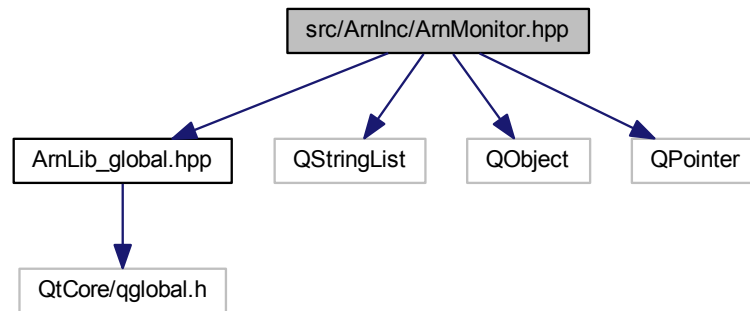 src/ArnInc/ArnMonitor.hpp
ArnLib_global.hpp
QStringList
QObject
QPointer
QtCore/qglobal.h